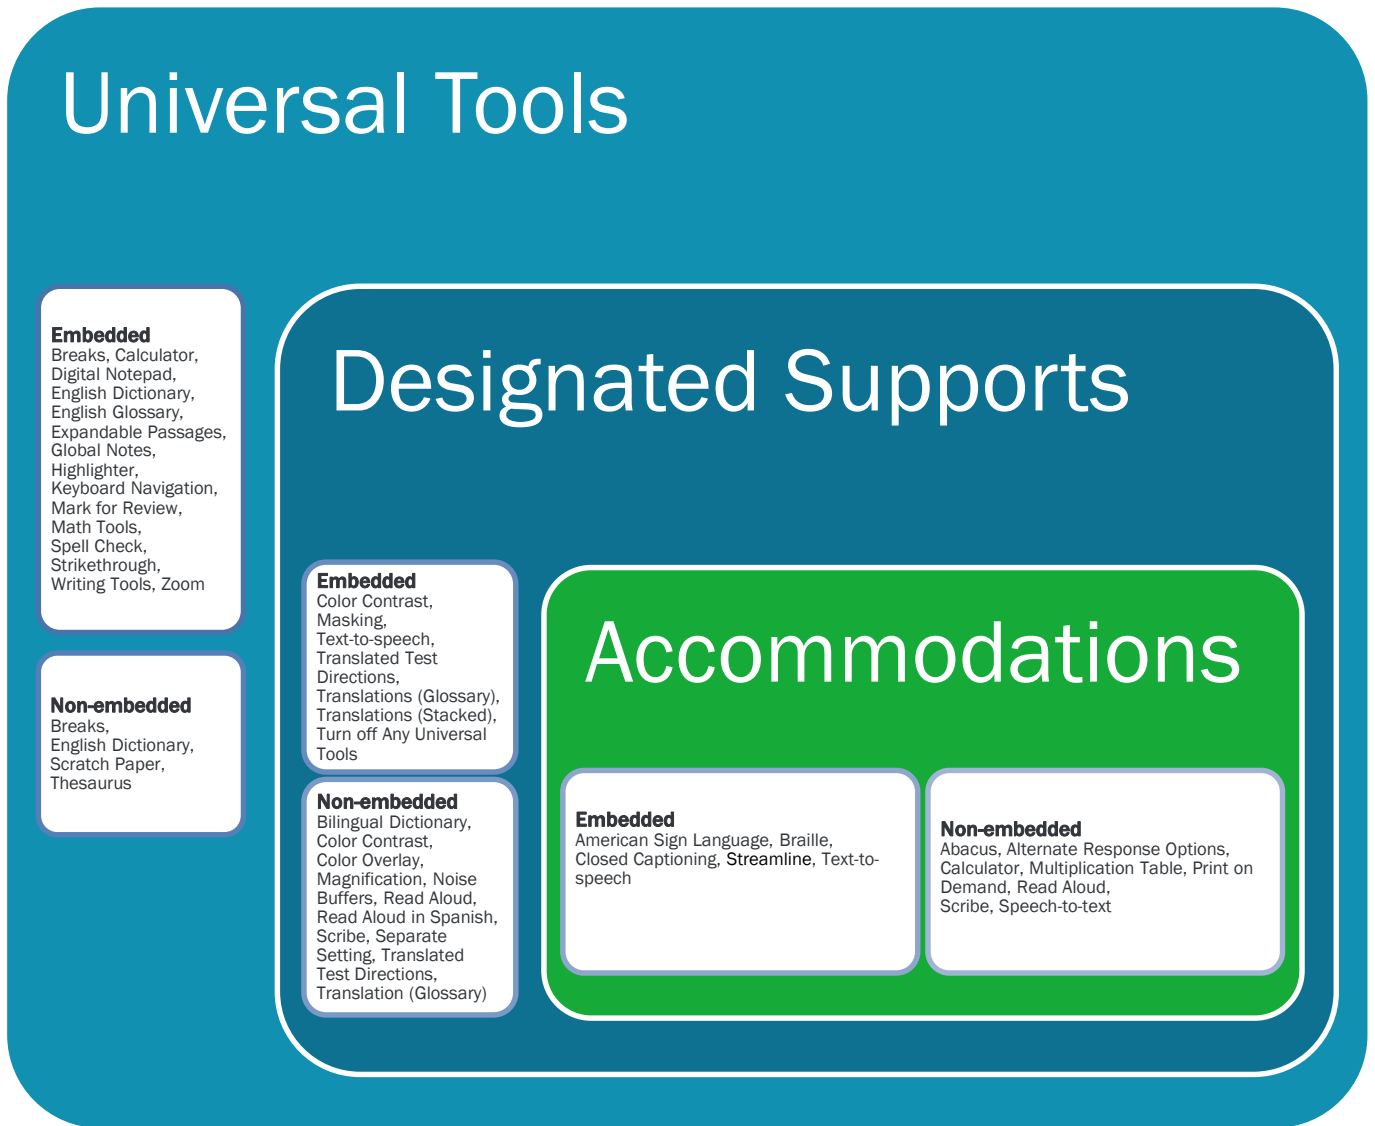 Universal Tools
Embedded
Breaks, Calculator,
Digital Notepad,
English Dictionary,
English Glossary,
Expandable Passages,
Global Notes,
Highlighter,
Keyboard Navigation,
Mark for Review,
Math Tools,
Spell Check,
Strikethrough,
Writing Tools, Zoom
Non-embedded
Breaks,
English Dictionary,
Scratch Paper,
Thesaurus
Designated Supports
Embedded
Color Contrast,
Masking,
Text-to-speech,
Translated Test
Directions,
Translations (Glossary),
Translations (Stacked),
Turn off Any Universal
Tools
Non-embedded
Bilingual Dictionary,
Color Contrast,
Color Overlay,
Magnification, Noise
Buffers, Read Aloud,
Read Aloud in Spanish,
Scribe, Separate
Setting, Translated
Test Directions,
Translation (Glossary)
Accommodations
Embedded
American Sign Language, Braille,
Closed Captioning, Streamline, Text-to-
speech
Non-embedded
Abacus, Alternate Response Options,
Calculator, Multiplication Table, Print on
Demand, Read Aloud,
Scribe, Speech-to-text